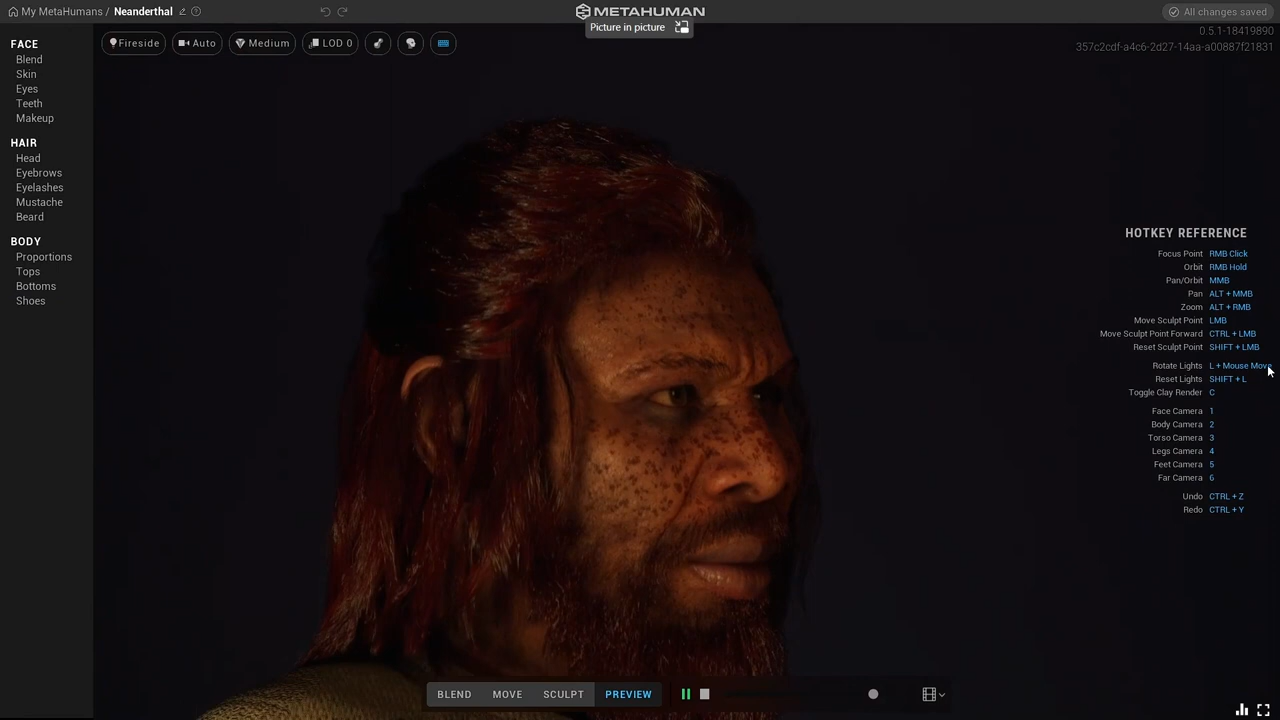 My MetaHumans / Neanderthal
METAHUMAN
All changes saved
Picture in picture
0.5.1-18419890
357c2cdf-a4c6-2d27-14aa-a00887f21831
Fireside
Auto
Medium
LOD 0
FACE
Blend
Skin
Eyes
Teeth
Makeup
HAIR
Head
Eyebrows
Eyelashes
Mustache
Beard
BODY
Proportions
Tops
Bottoms
Shoes
HOTKEY REFERENCE
Focus Point RMB Click
Orbit RMB Hold
Pan/Orbit MMB
Pan ALT + MMB
Zoom ALT + RMB
Move Sculpt Point LMB
Move Sculpt Point Forward CTRL + LMB
Reset Sculpt Point SHIFT + LMB
Rotate Lights L + Mouse Move
Reset Lights SHIFT + L
Toggle Clay Render C
Face Camera 1
Body Camera 2
Torso Camera 3
Legs Camera 4
Feet Camera 5
Far Camera 6
Undo CTRL + Z
Redo CTRL + Y
BLEND MOVE SCULPT PREVIEW